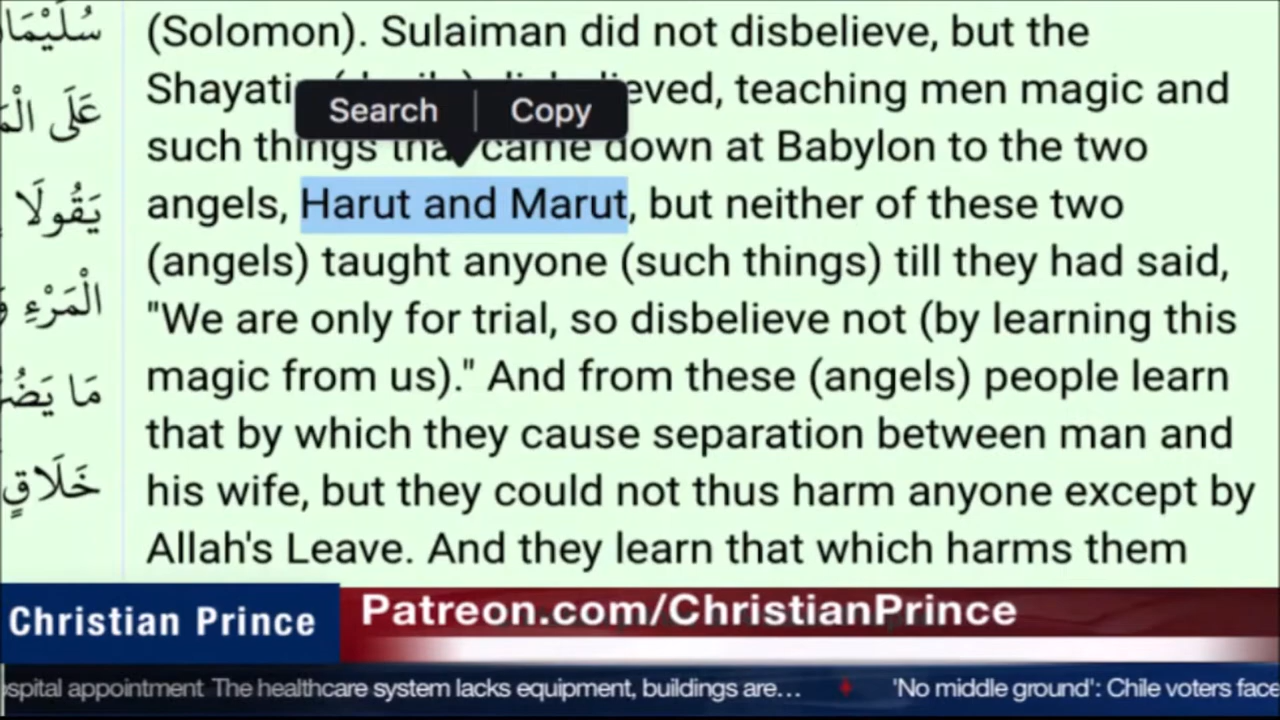 سُلَيْمَا
عَلَى الْمَ
يَقُولَا
الْمَرْءِ وَ
مَا يَضُ
خَلَاقٍ
(Solomon). Sulaiman did not disbelieve, but the
Shayati eved, teaching men magic and
Search Copy
such things came down at Babylon to the two
angels, Harut and Marut, but neither of these two
(angels) taught anyone (such things) till they had said,
"We are only for trial, so disbelieve not (by learning this
magic from us)." And from these (angels) people learn
that by which they cause separation between man and
his wife, but they could not thus harm anyone except by
Allah's Leave. And they learn that which harms them
Christian Prince
Patreon.com/ChristianPrince
spital appointment The healthcare system lacks equipment, buildings are... 'No middle ground': Chile voters face